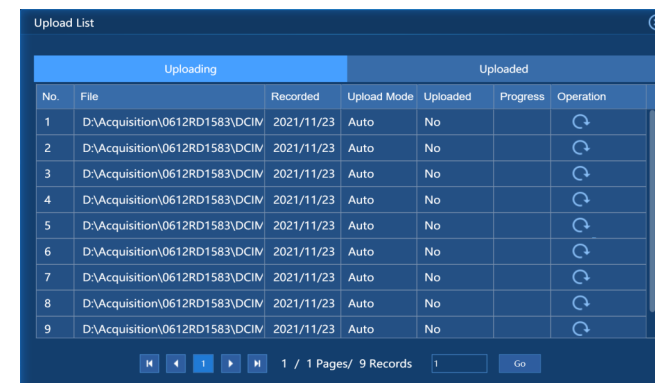 Upload List
Uploading Uploaded
No. File Recorded Upload Mode Uploaded Progress Operation
1 D:\Acquisition\0612RD1583\DCIM 2021/11/23 Auto No
2 D:\Acquisition\0612RD1583\DCIM 2021/11/23 Auto No
3 D:\Acquisition\0612RD1583\DCIM 2021/11/23 Auto No
4 D:\Acquisition\0612RD1583\DCIM 2021/11/23 Auto No
5 D:\Acquisition\0612RD1583\DCIM 2021/11/23 Auto No
6 D:\Acquisition\0612RD1583\DCIM 2021/11/23 Auto No
7 D:\Acquisition\0612RD1583\DCIM 2021/11/23 Auto No
8 D:\Acquisition\0612RD1583\DCIM 2021/11/23 Auto No
9 D:\Acquisition\0612RD1583\DCIM 2021/11/23 Auto No
1 1 / 1 Pages/ 9 Records 1 Go